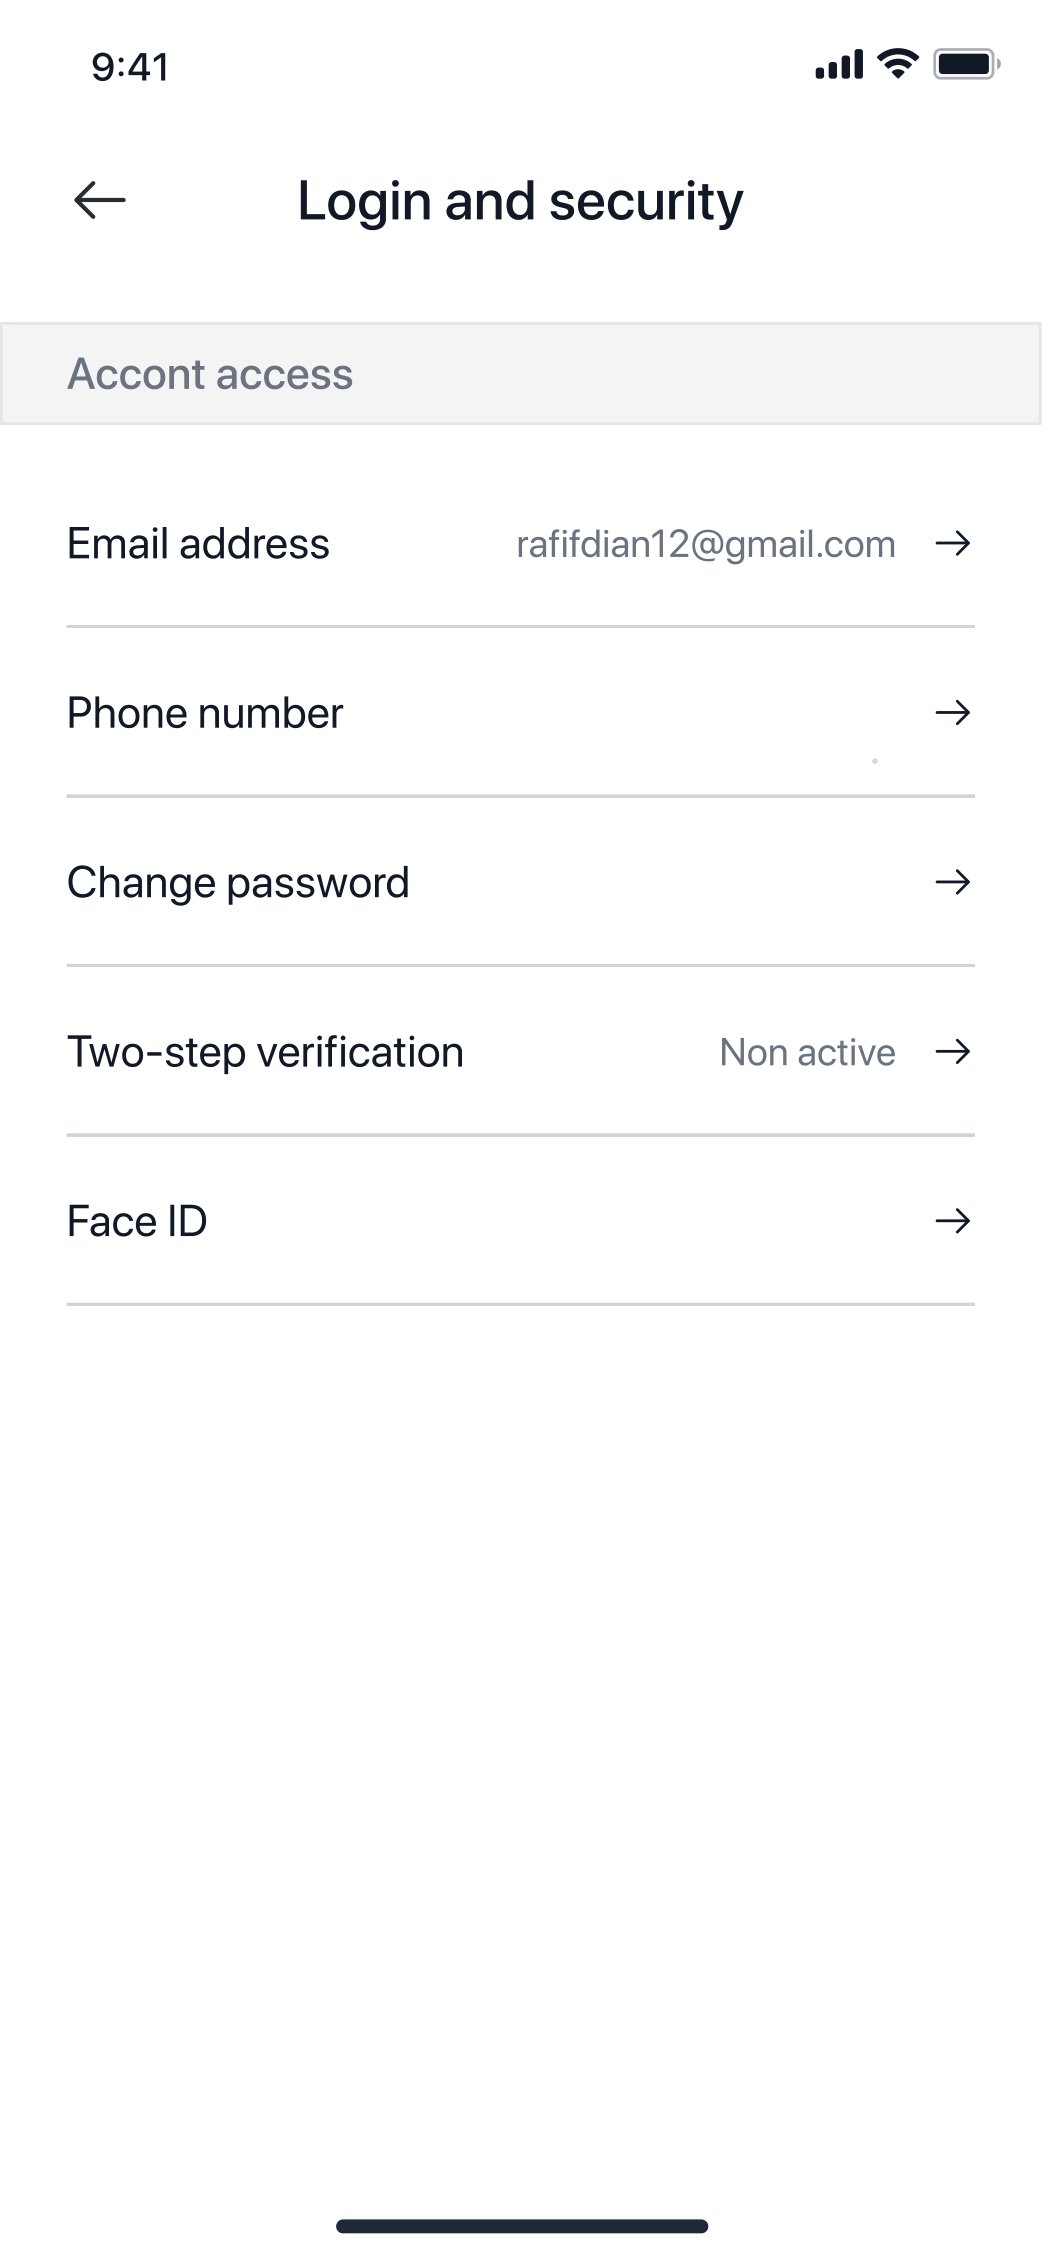 9:41
Login and security
Accont access
Email address rafifdian12@gmail.com
Phone number
Change password
Two-step verification Non active
Face ID